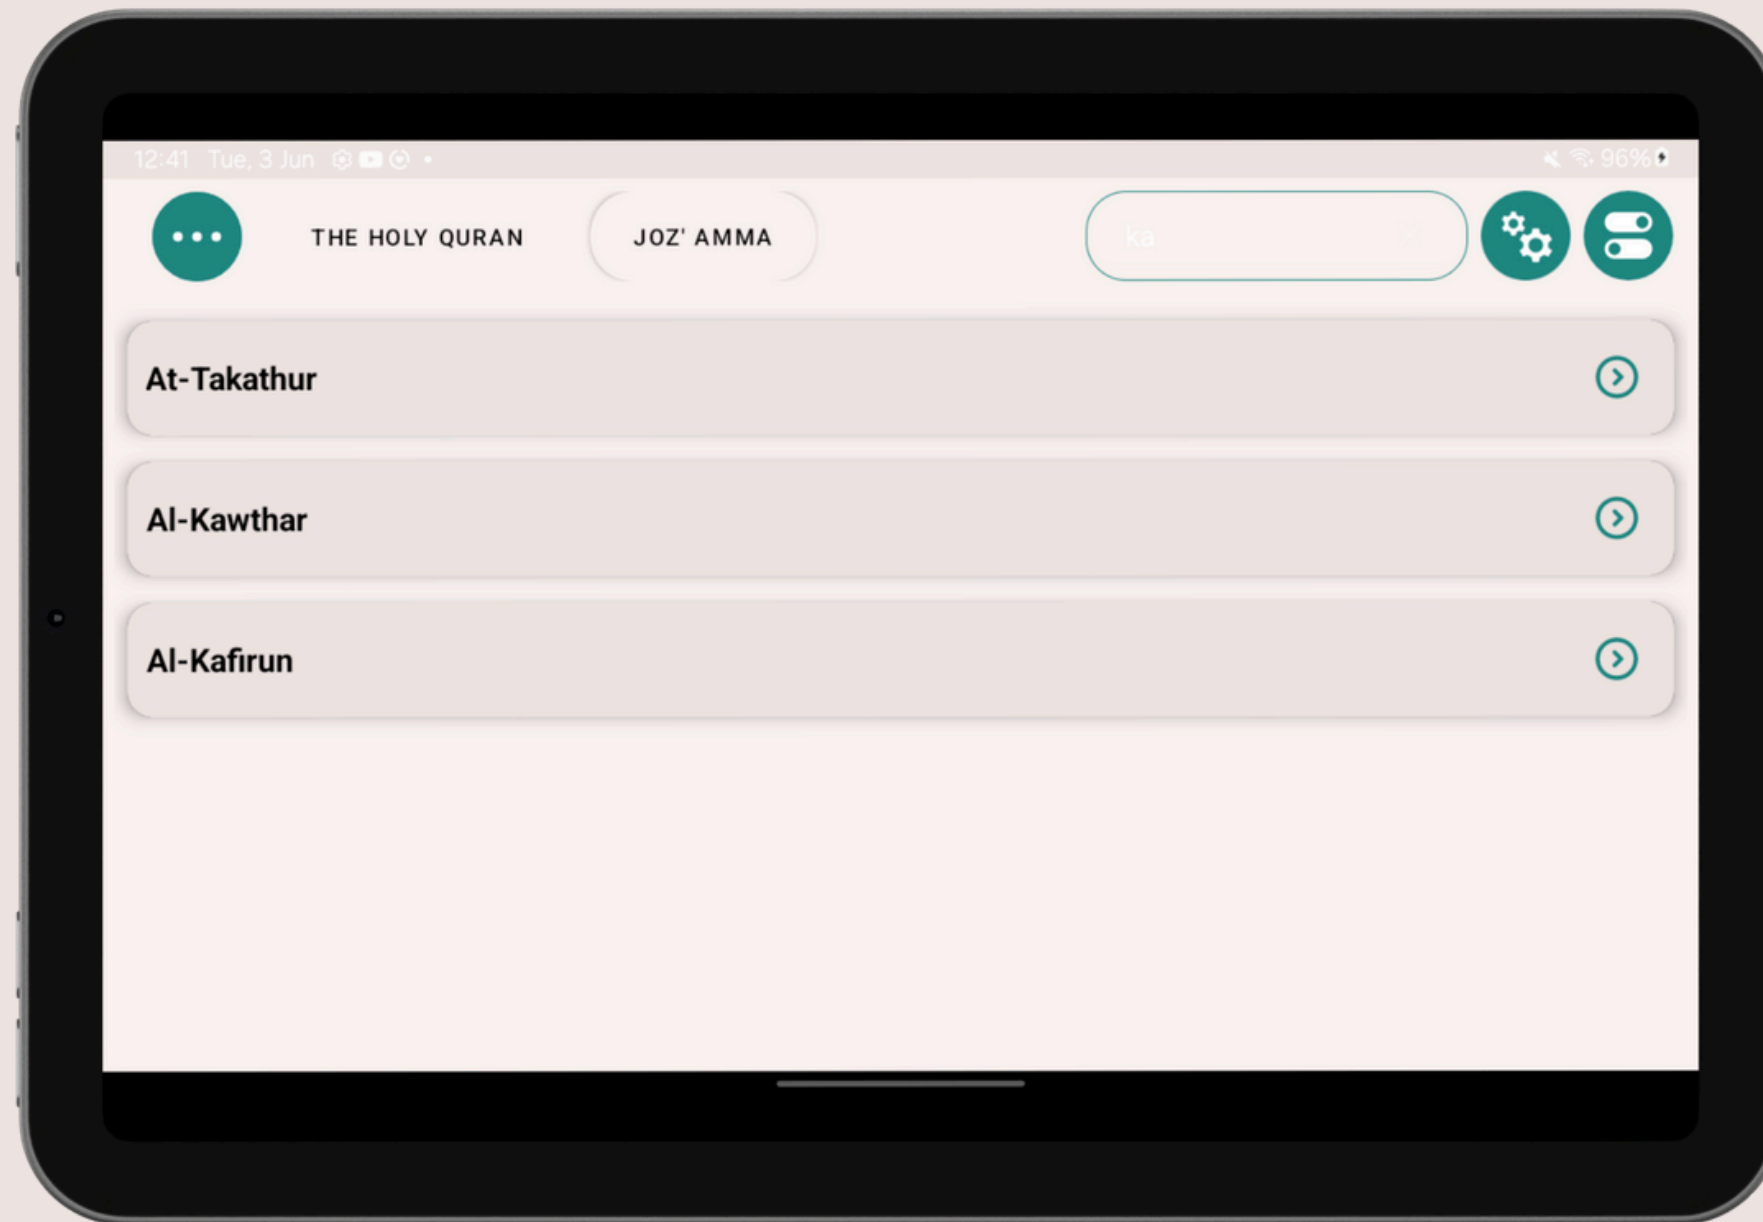 12:41 Tue, 3 Jun 96%
THE HOLY QURAN JOZ' AMMA ka
At-Takathur
Al-Kawthar
Al-Kafirun